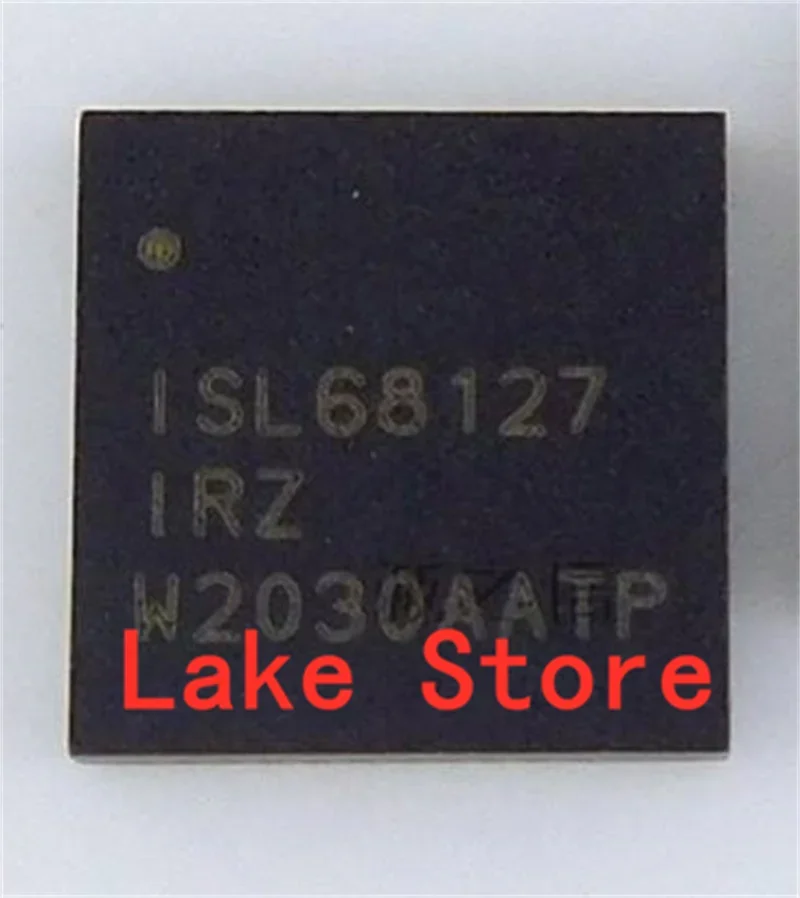 ISL68127
IRZ
W2030AATP
Lake Store